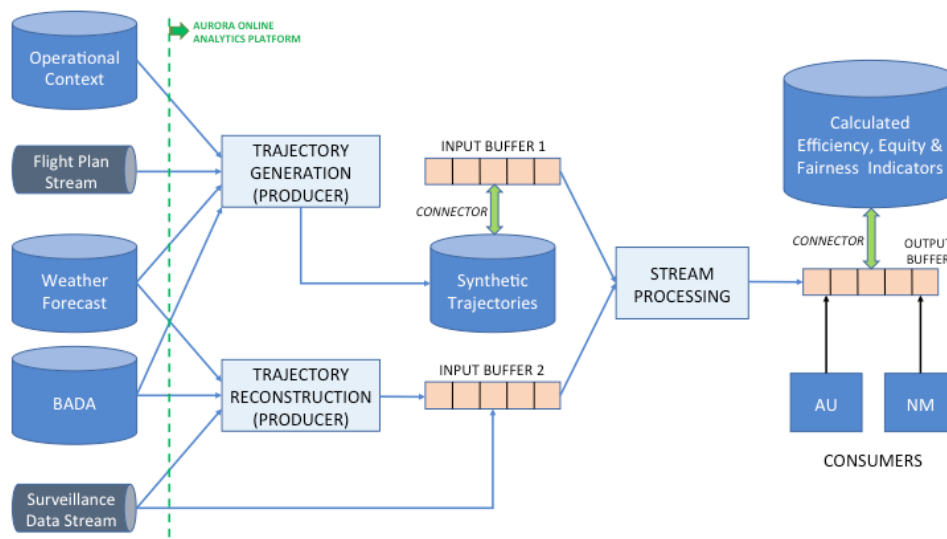 AURORA ONLINE
ANALYTICS PLATFORM
Operational
Context
Flight Plan
Stream
Weather
Forecast
BADA
Surveillance
Data Stream
TRAJECTORY
GENERATION
(PRODUCER)
TRAJECTORY
RECONSTRUCTION
(PRODUCER)
INPUT BUFFER 1
CONNECTOR
Synthetic
Trajectories
INPUT BUFFER 2
STREAM
PROCESSING
Calculated
Efficiency, Equity &
Fairness Indicators
CONNECTOR
OUTPUT
BUFFER
AU
NM
CONSUMERS